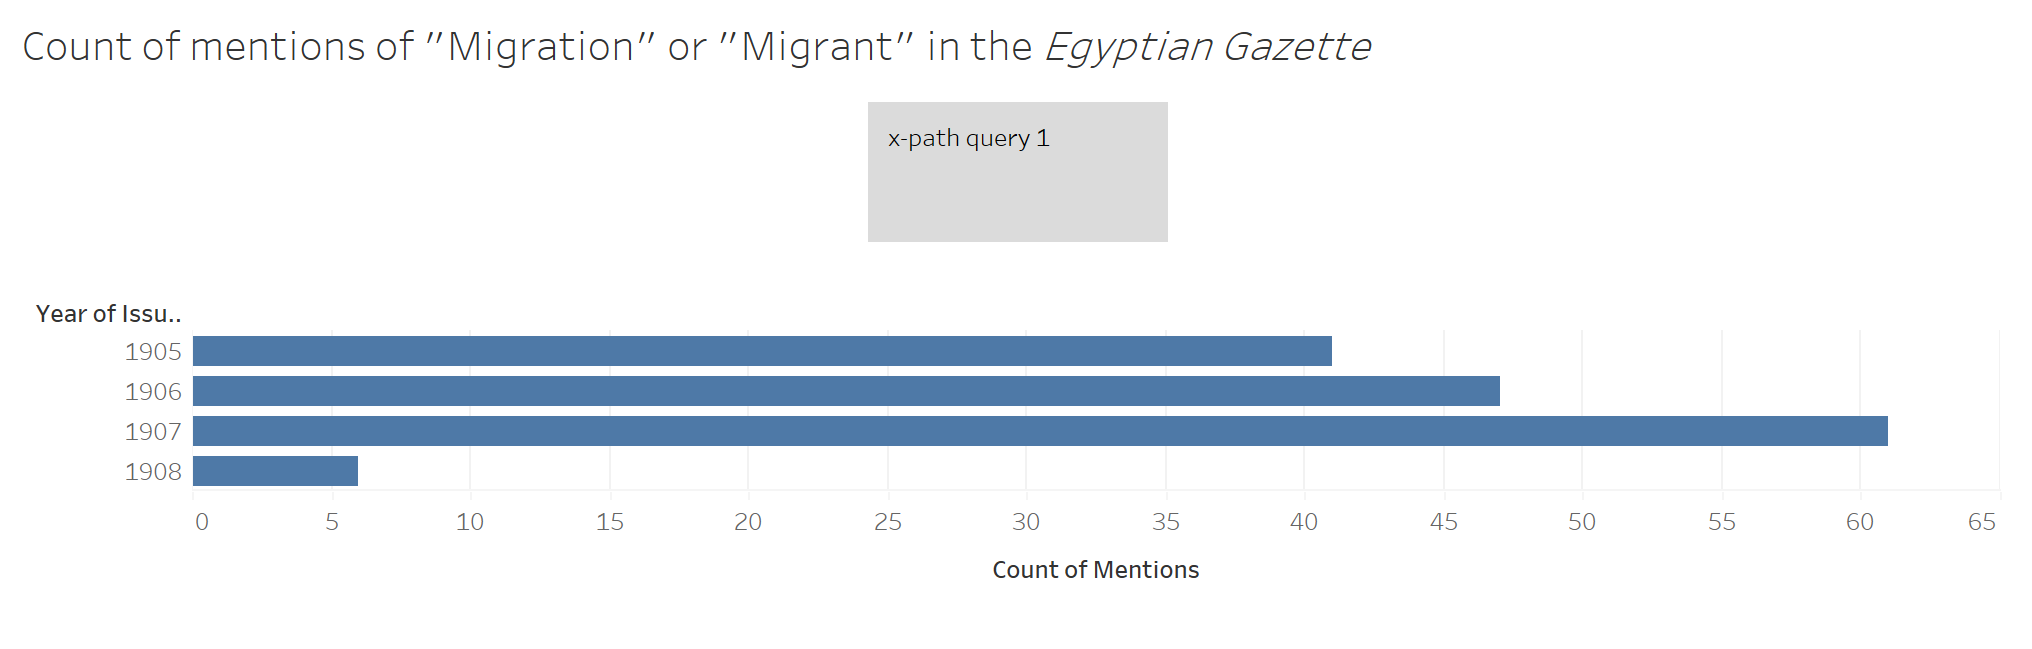 Count of mentions of "Migration" or "Migrant" in the Egyptian Gazette
x-path query 1
Year of Issu..
1905
1906
1907
1908
0 5 10 15 20 25 30 35 40 45 50 55 60 65
Count of Mentions